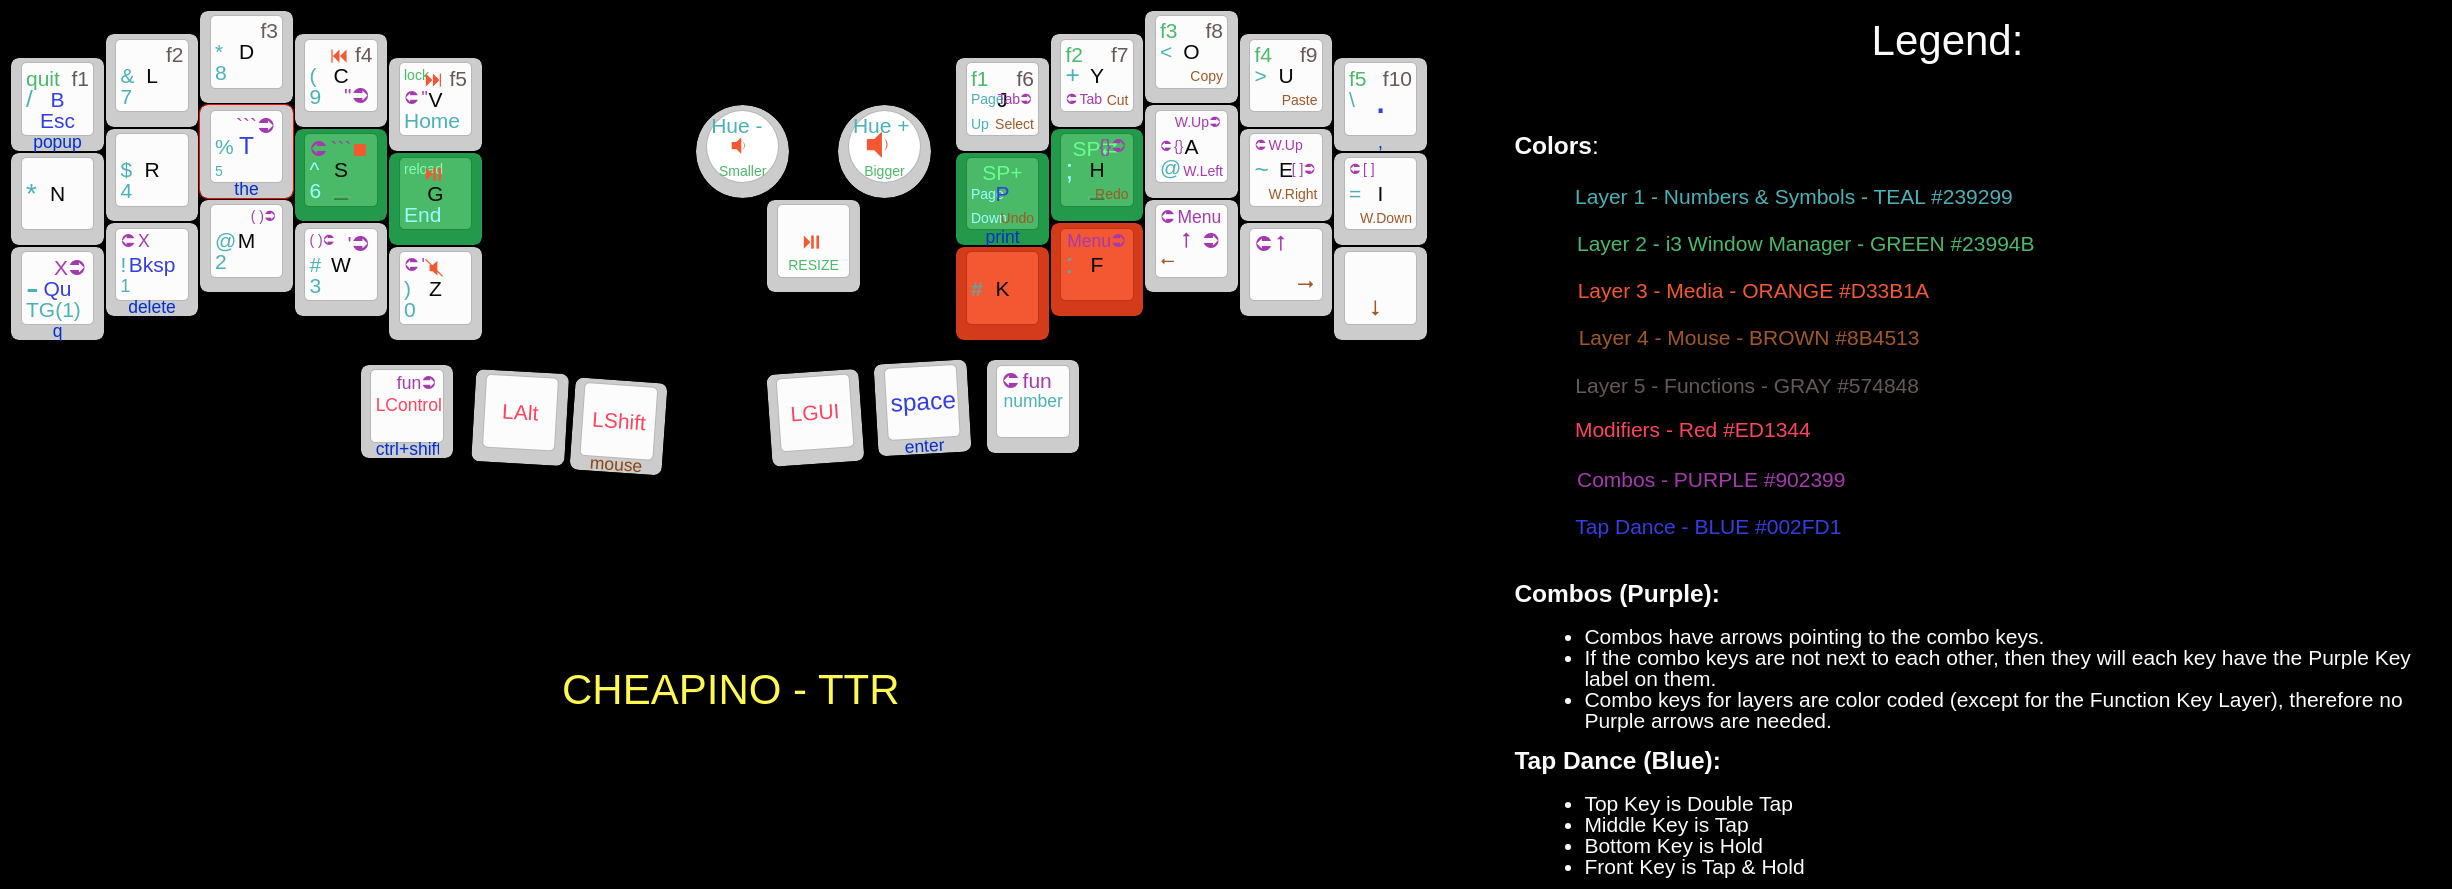 quit f1
/ B
Esc
popup
f2
& L
7
f3
* D
8
f4
( C
9 "
lock f5
" V
Home
* N
$ R
4
```
% T
5
the
```
^ S
6 _
reload
G
End
X
- Qu
TG(1)
q
X
! Bksp
1
delete
( )
@ M
2
( ) '
# W
3
'
) Z
0
fun
LControl
ctrl+shift
LAlt
LShift
mouse
Hue -
Smaller
Hue +
Bigger
RESIZE
LGUI
space
enter
fun
number
f1 f6
Page J Tab
Up Select
f2 f7
+ Y
Tab Cut
f3 f8
< O
Copy
f4 f9
> U
Paste
f5 f10
\ .
,
SP+
Page P
Down Undo
print
; H
_ Redo
W.Up
{} A
@ W.Left
W.Up
~ E [ ]
W.Right
[ ]
= I
W.Down
# K
Menu
: F
Menu
↑
←
↑
→
↓
CHEAPINO - TTR
Legend:
Colors:
Layer 1 - Numbers & Symbols - TEAL #239299
Layer 2 - i3 Window Manager - GREEN #23994B
Layer 3 - Media - ORANGE #D33B1A
Layer 4 - Mouse - BROWN #8B4513
Layer 5 - Functions - GRAY #574848
Modifiers - Red #ED1344
Combos - PURPLE #902399
Tap Dance - BLUE #002FD1
Combos (Purple):
• Combos have arrows pointing to the combo keys.
• If the combo keys are not next to each other, then they will each key have the Purple Key
label on them.
• Combo keys for layers are color coded (except for the Function Key Layer), therefore no
Purple arrows are needed.
Tap Dance (Blue):
• Top Key is Double Tap
• Middle Key is Tap
• Bottom Key is Hold
• Front Key is Tap & Hold